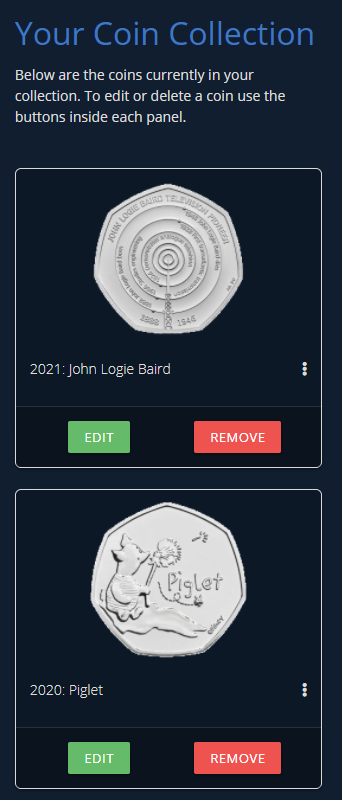 Your Coin Collection
Below are the coins currently in your
collection. To edit or delete a coin use the
buttons inside each panel.
JOHN LOGIE BAIRD TELEVISION PIONEER
1888 1946
2021: John Logie Baird
EDIT REMOVE
Piglet
Disney
2020: Piglet
EDIT REMOVE